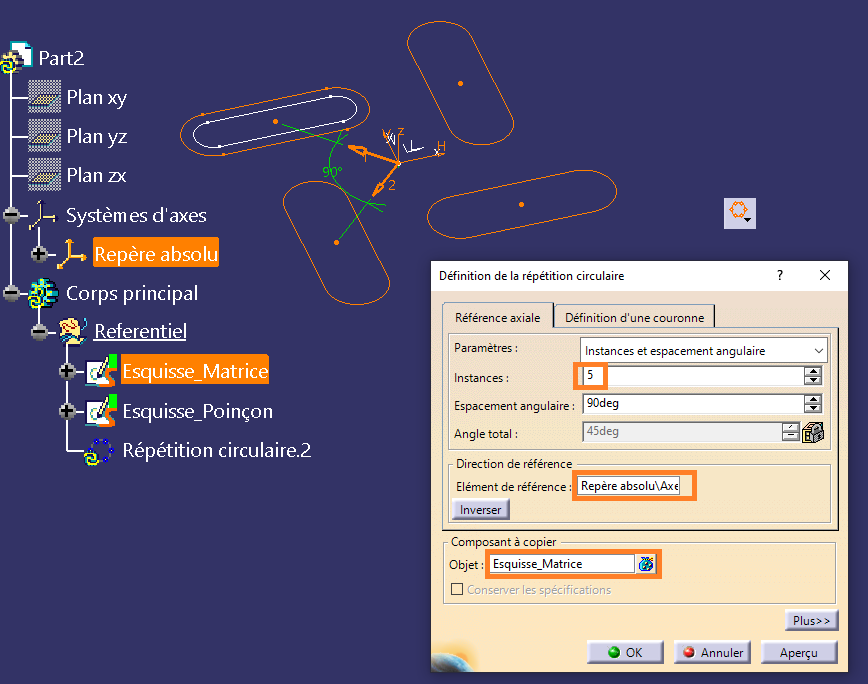 Part2
Plan xy
Plan yz
Plan zx
Systèmes d'axes
Repère absolu
Corps principal
Referentiel
Esquisse_Matrice
Esquisse_Poinçon
Répétition circulaire.2
Z
H
x
1
2
90°
Définition de la répétition circulaire
?
Référence axiale
Définition d'une couronne
Paramètres :
Instances et espacement angulaire
Instances :
5
Espacement angulaire :
90deg
Angle total :
45deg
Direction de référence
Elément de référence :
Repère absolu\Axe
Inverser
Composant à copier
Objet :
Esquisse_Matrice
Conserver les spécifications
Plus>>
OK
Annuler
Aperçu